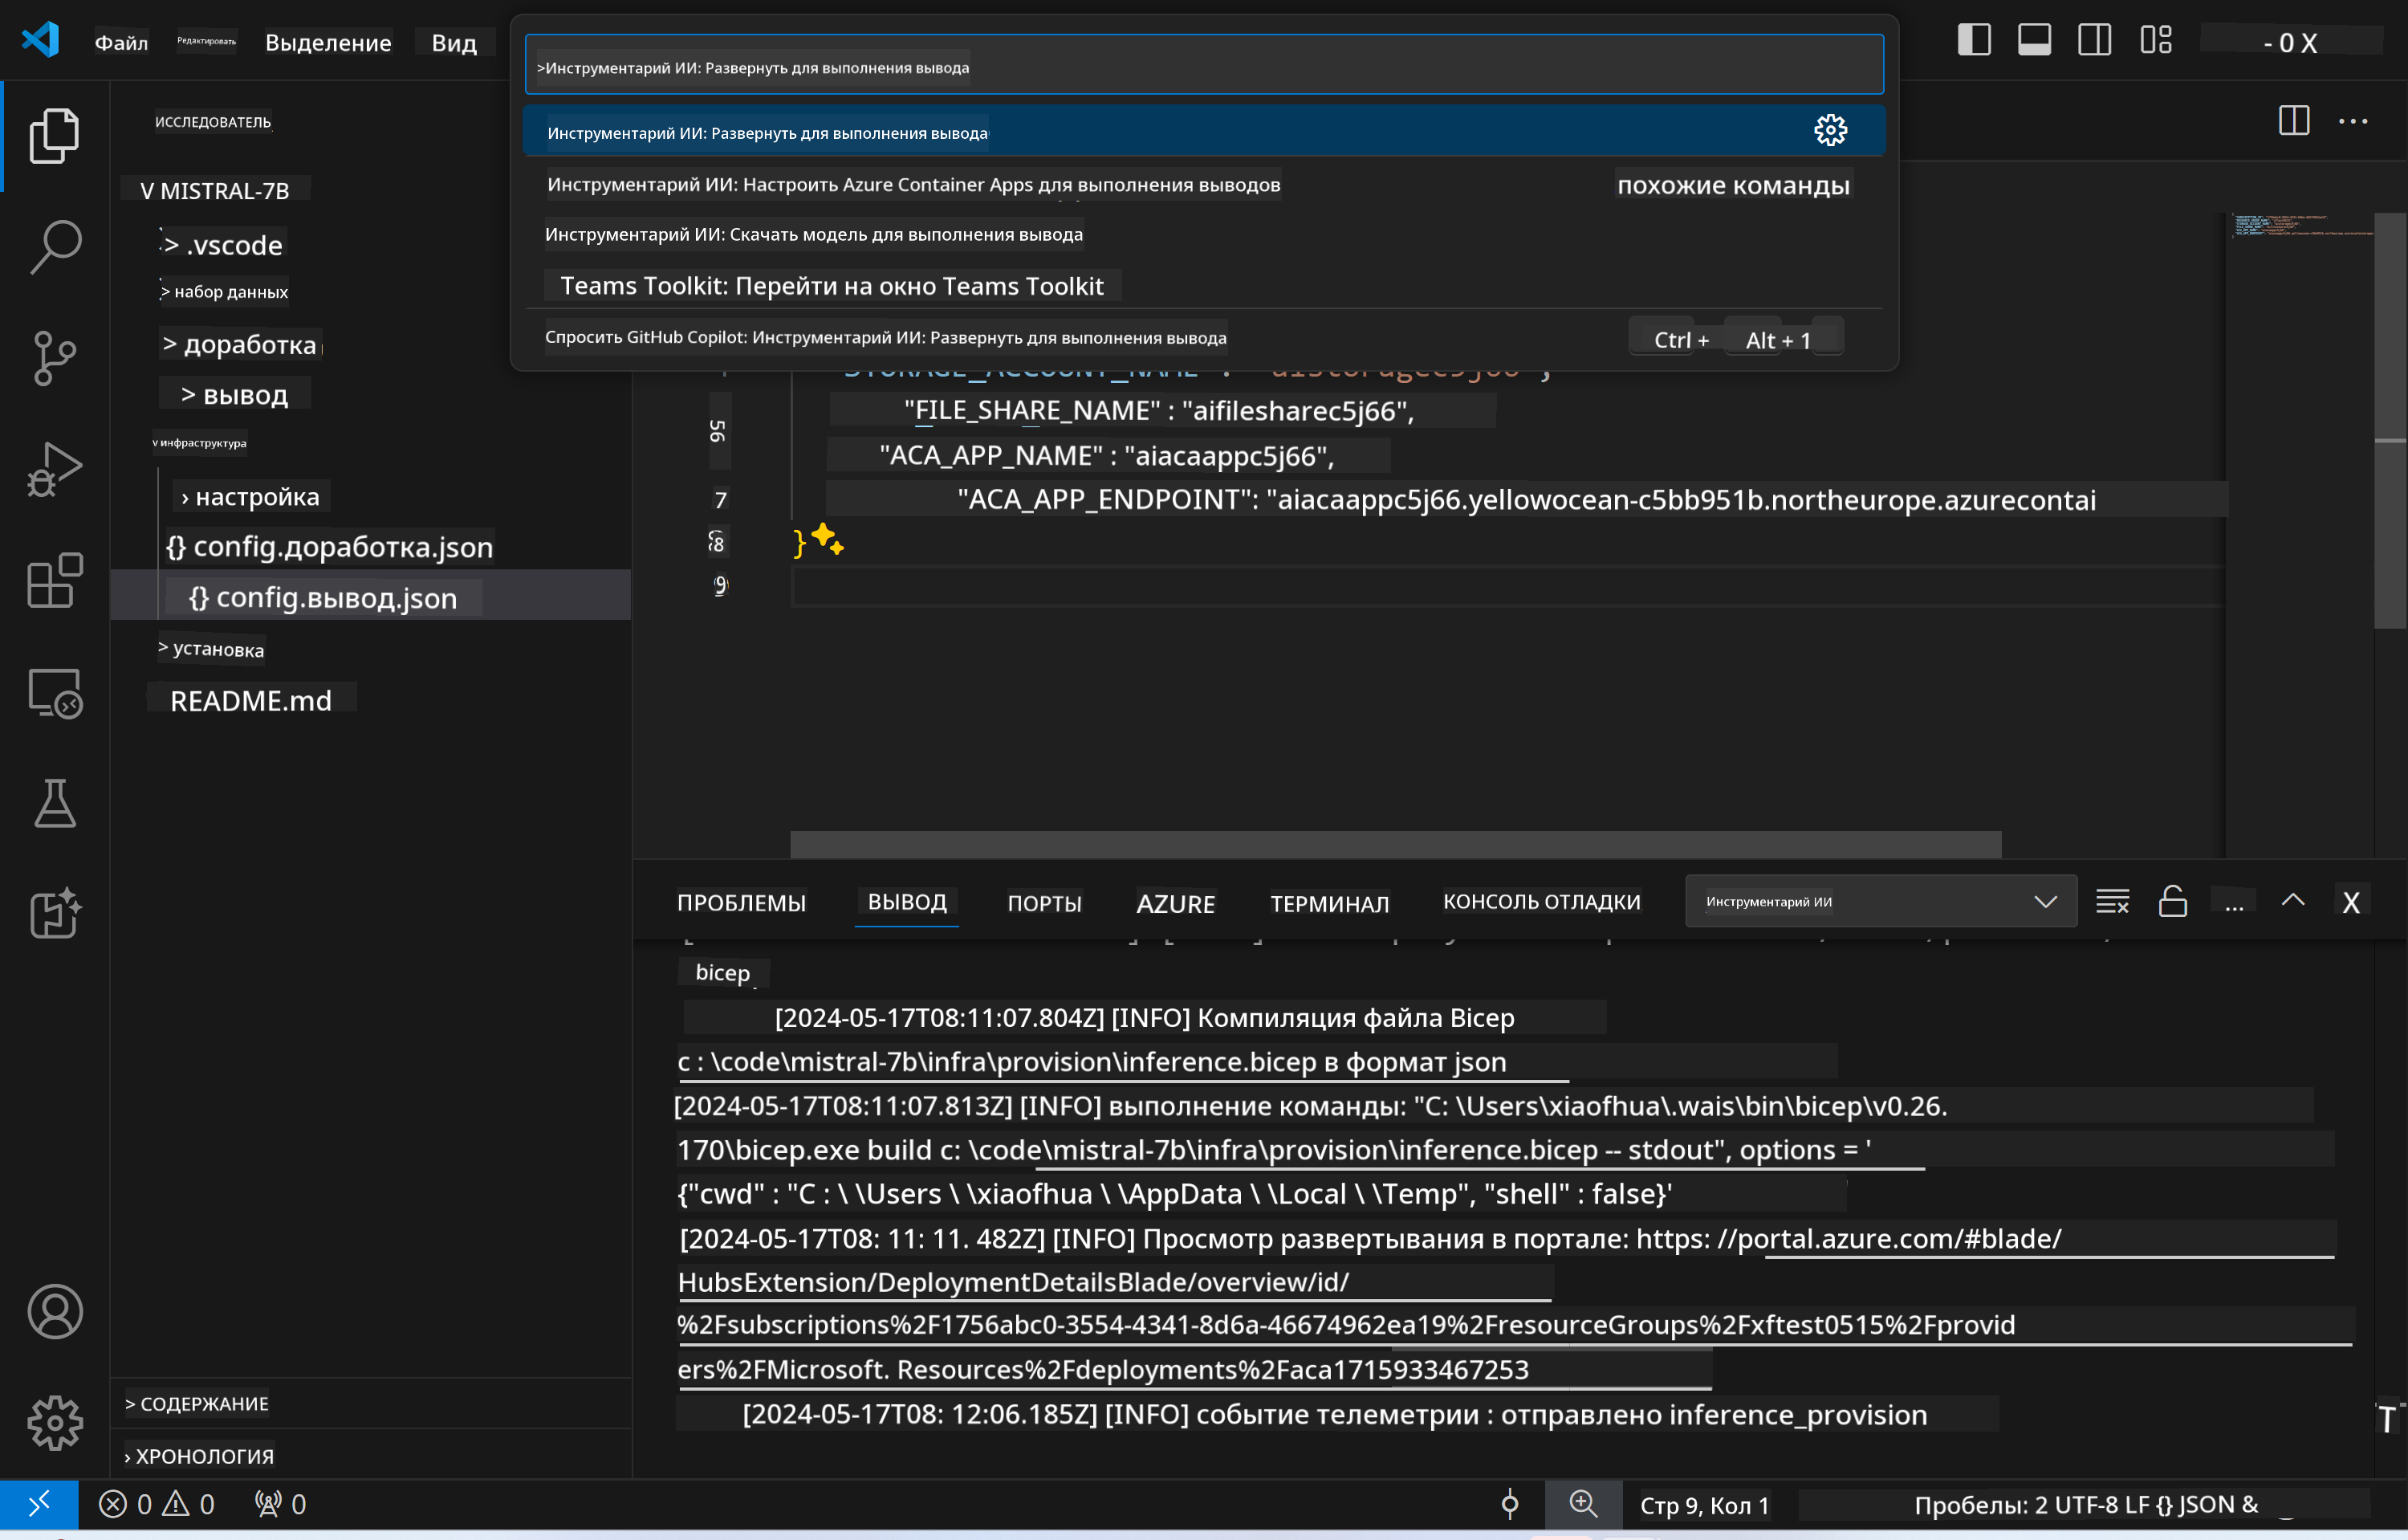 Файл Редактировать Выделение Вид
- 0 X
>Инструментарий ИИ: Развернуть для выполнения вывода
Инструментарий ИИ: Развернуть для выполнения вывода
Инструментарий ИИ: Настроить Azure Container Apps для выполнения выводов
похожие команды
Инструментарий ИИ: Скачать модель для выполнения вывода
Teams Toolkit: Перейти на окно Teams Toolkit
Спросить GitHub Copilot: Инструментарий ИИ: Развернуть для выполнения вывода
Ctrl + Alt + 1
ИССЛЕДОВАТЕЛЬ
V MISTRAL-7B
> .vscode
> набор данных
> доработка
> вывод
v инфраструктура
› настройка
{} config.доработка.json
{} config.вывод.json
> установка
README.md
> СОДЕРЖАНИЕ
› ХРОНОЛОГИЯ
56 "FILE_SHARE_NAME" : "aifilesharec5j66",
"ACA_APP_NAME" : "aiacaappc5j66",
7 "ACA_APP_ENDPOINT": "aiacaappc5j66.yellowocean-c5bb951b.northeurope.azurecontai
8 }
9
ПРОБЛЕМЫ ВЫВОД ПОРТЫ AZURE ТЕРМИНАЛ КОНСОЛЬ ОТЛАДКИ
Инструментарий ИИ
... X
bicep
[2024-05-17T08:11:07.804Z] [INFO] Компиляция файла Bicep
c : \code\mistral-7b\infra\provision\inference.bicep в формат json
[2024-05-17T08:11:07.813Z] [INFO] выполнение команды: "C: \Users\xiaofhua\.wais\bin\bicep\v0.26.
170\bicep.exe build c: \code\mistral-7b\infra\provision\inference.bicep -- stdout", options = '
{"cwd" : "C : \ \Users \ \xiaofhua \ \AppData \ \Local \ \Temp", "shell" : false}'
[2024-05-17T08: 11: 11. 482Z] [INFO] Просмотр развертывания в портале: https: //portal.azure.com/#blade/
HubsExtension/DeploymentDetailsBlade/overview/id/
%2Fsubscriptions%2F1756abc0-3554-4341-8d6a-46674962ea19%2FresourceGroups%2Fxftest0515%2Fprovid
ers%2FMicrosoft. Resources%2Fdeployments%2Faca1715933467253
[2024-05-17T08: 12:06.185Z] [INFO] событие телеметрии : отправлено inference_provision
T
0 0 0
Стр 9, Кол 1
Пробелы: 2 UTF-8 LF {} JSON &